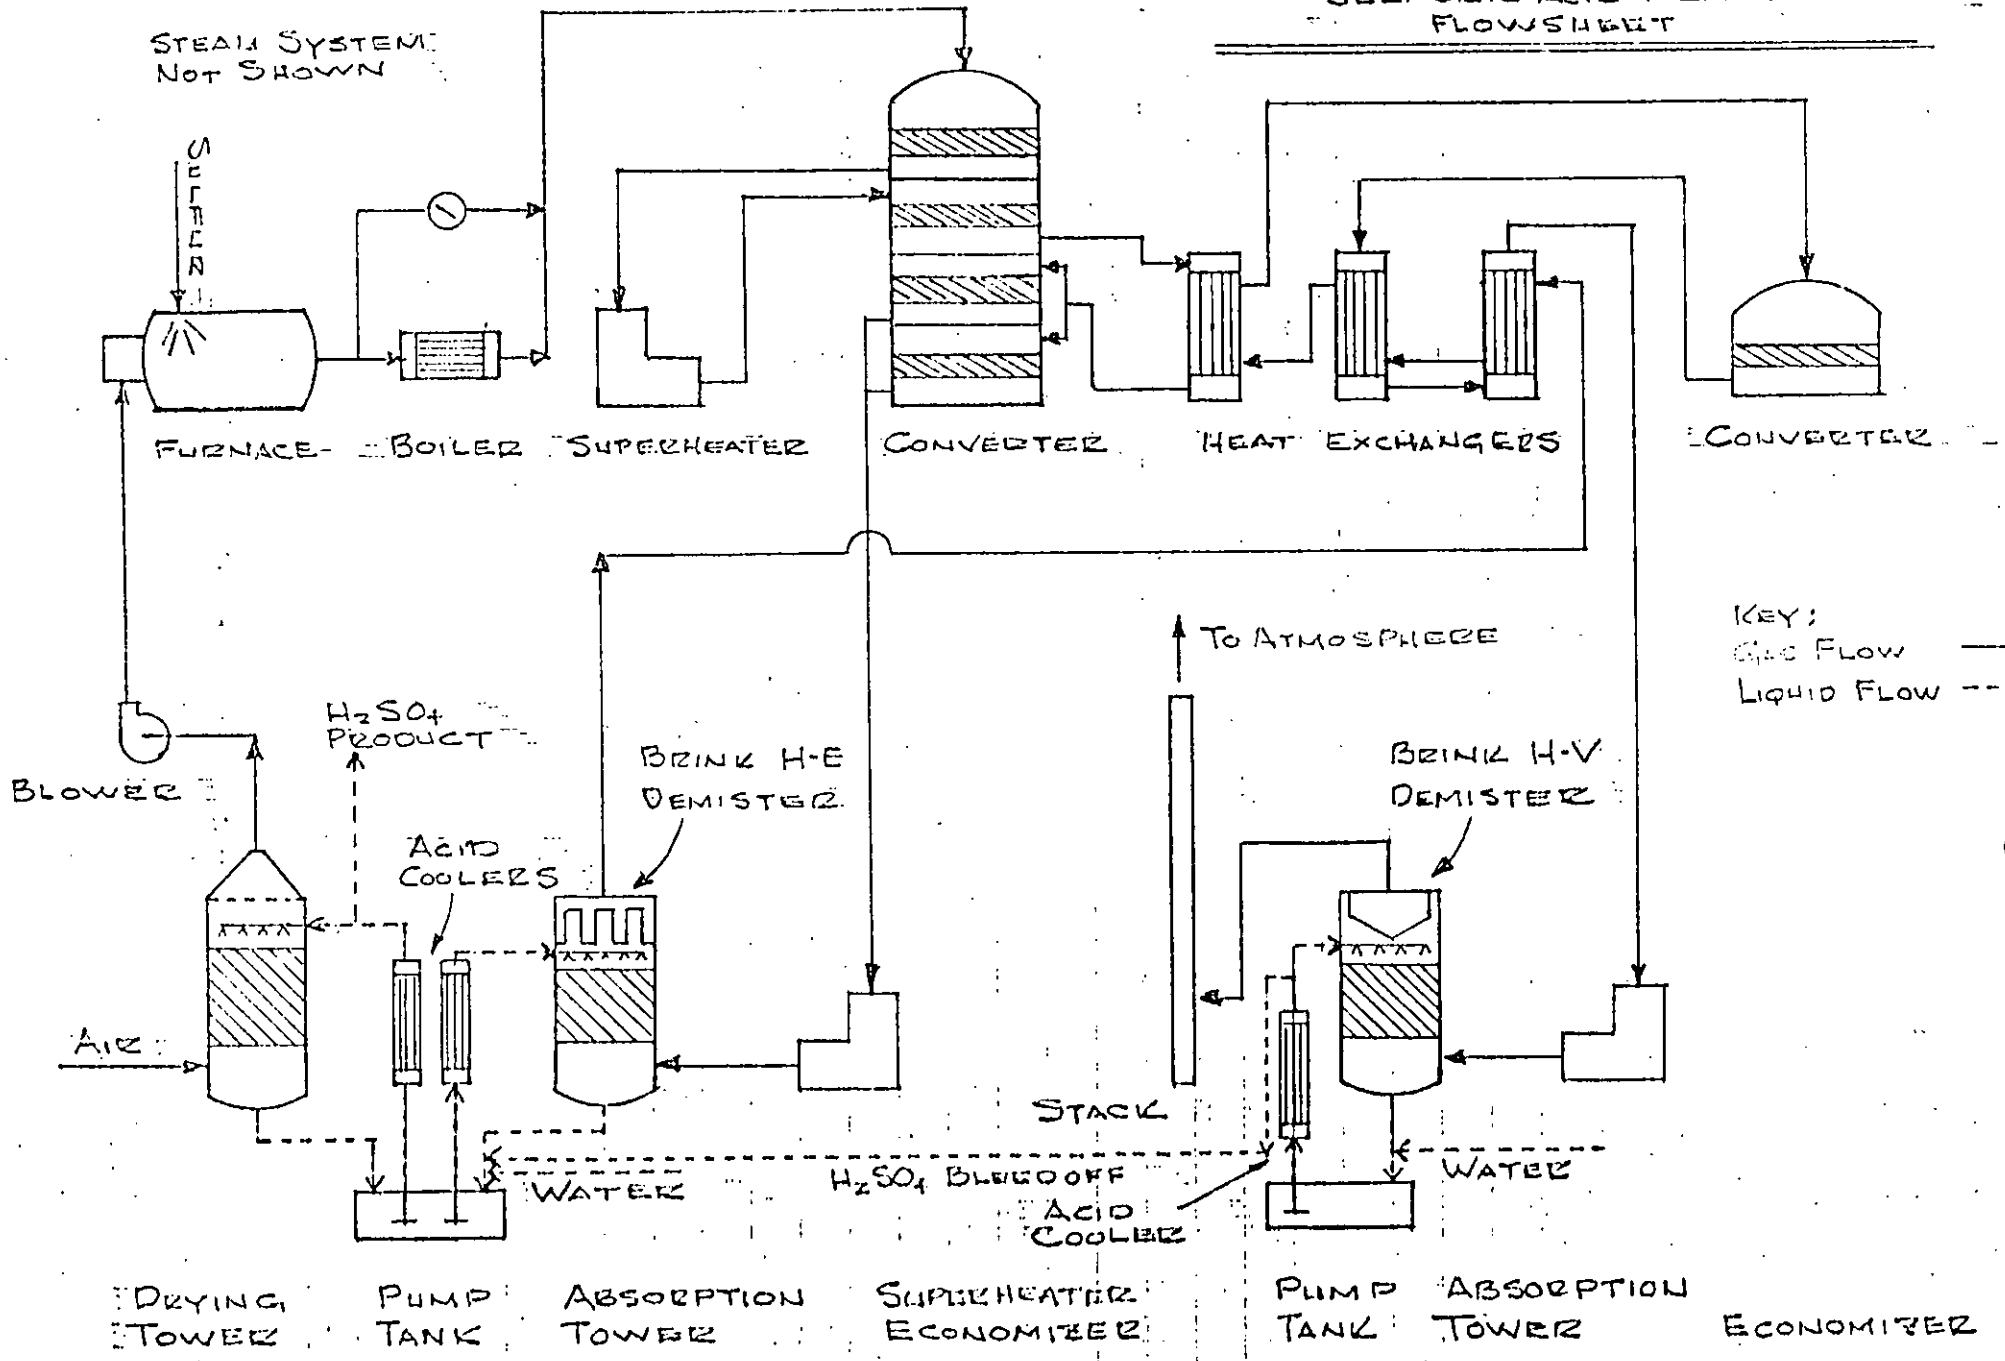 STEAM SYSTEM
NOT SHOWN
FLOWSHEET
FURNACE
BOILER
SUPERHEATER
CONVERTER
HEAT EXCHANGERS
CONVERTER
TO ATMOSPHERE
KEY:
GAS FLOW
LIQUID FLOW
H2SO4
PRODUCT
BLOWER
BRINK H-E
DEMISTER
BRINK H-V
DEMISTER
ACID
COOLERS
AIR
STACK
WATER
H2SO4 BLEEDOFF
WATER
ACID
COOLER
DRYING
TOWER
PUMP
TANK
ABSORPTION
TOWER
SUPERHEATER
ECONOMIZER
PUMP
TANK
ABSORPTION
TOWER
ECONOMIZER